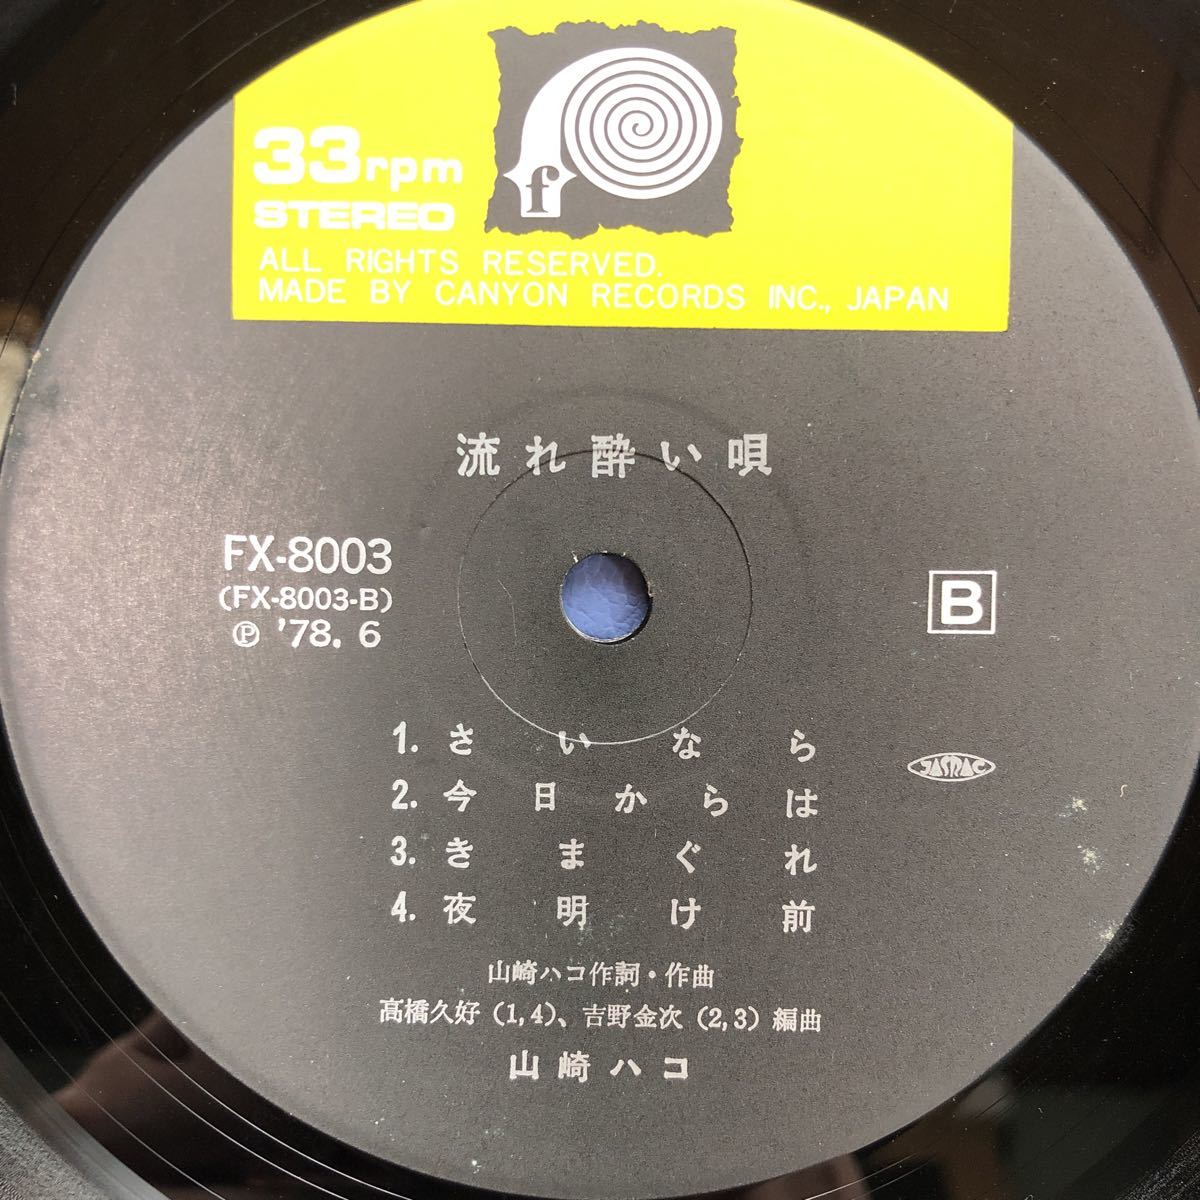 f
33rpm
STEREO
ALL RIGHTS RESERVED.
MADE BY CANYON RECORDS INC., JAPAN
流れ酔い唄
FX-8003
(FX-8003-B)
Ⓟ '78. 6
B
1. さいなら
2. 今日からは
3. きまぐれ
4. 夜明け前
JASRAC
山崎ハコ作詞・作曲
高橋久好 (1,4)、吉野金次 (2,3) 編曲
山崎ハコ